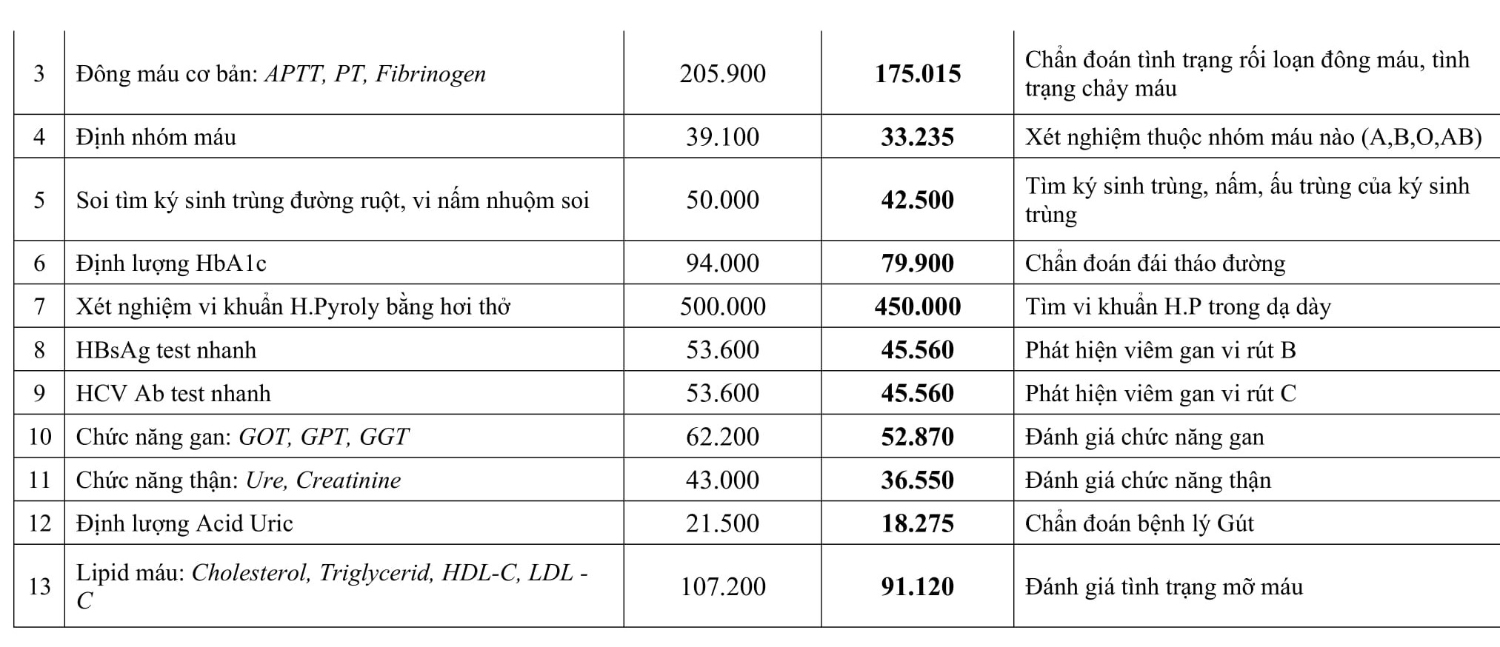 3 Đông máu cơ bản: APTT, PT, Fibrinogen 205.900 175.015 Chẩn đoán tình trạng rối loạn đông máu, tình
trạng chảy máu
4 Định nhóm máu 39.100 33.235 Xét nghiệm thuộc nhóm máu nào (A,B,O,AB)
5 Soi tìm ký sinh trùng đường ruột, vi nấm nhuộm soi 50.000 42.500 Tìm ký sinh trùng, nấm, ấu trùng của ký sinh
trùng
6 Định lượng HbA1c 94.000 79.900 Chẩn đoán đái tháo đường
7 Xét nghiệm vi khuẩn H.Pyroly bằng hơi thở 500.000 450.000 Tìm vi khuẩn H.P trong dạ dày
8 HBsAg test nhanh 53.600 45.560 Phát hiện viêm gan vi rút B
9 HCV Ab test nhanh 53.600 45.560 Phát hiện viêm gan vi rút C
10 Chức năng gan: GOT, GPT, GGT 62.200 52.870 Đánh giá chức năng gan
11 Chức năng thận: Ure, Creatinine 43.000 36.550 Đánh giá chức năng thận
12 Định lượng Acid Uric 21.500 18.275 Chẩn đoán bệnh lý Gút
13 Lipid máu: Cholesterol, Triglycerid, HDL-C, LDL -
C 107.200 91.120 Đánh giá tình trạng mỡ máu